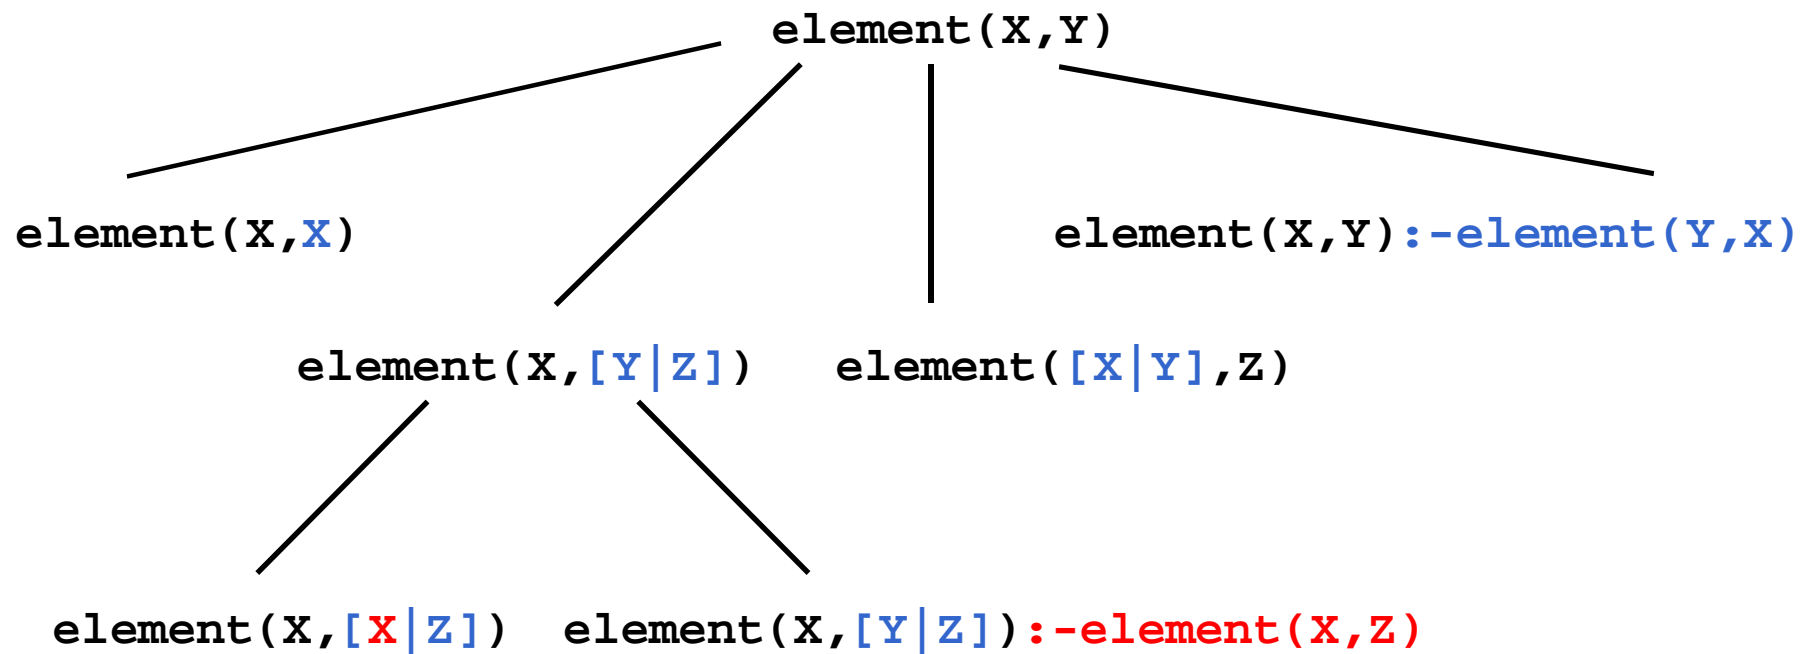 element(X,Y)
element(X,X)
element(X,Y):-element(Y,X)
element(X,[Y|Z])
element([X|Y],Z)
element(X,[X|Z])
element(X,[Y|Z]):-element(X,Z)